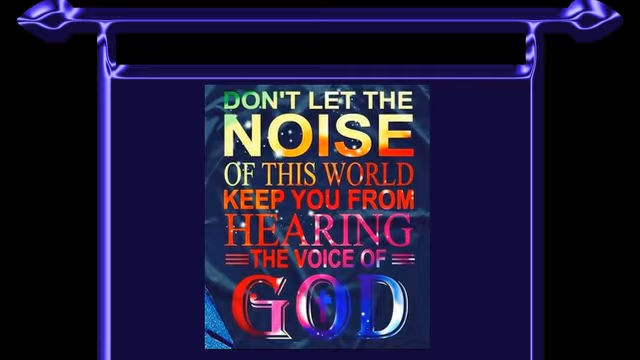 DON'T LET THE
NOISE
OF THIS WORLD
KEEP YOU FROM
HEARING
THE VOICE OF
GOD